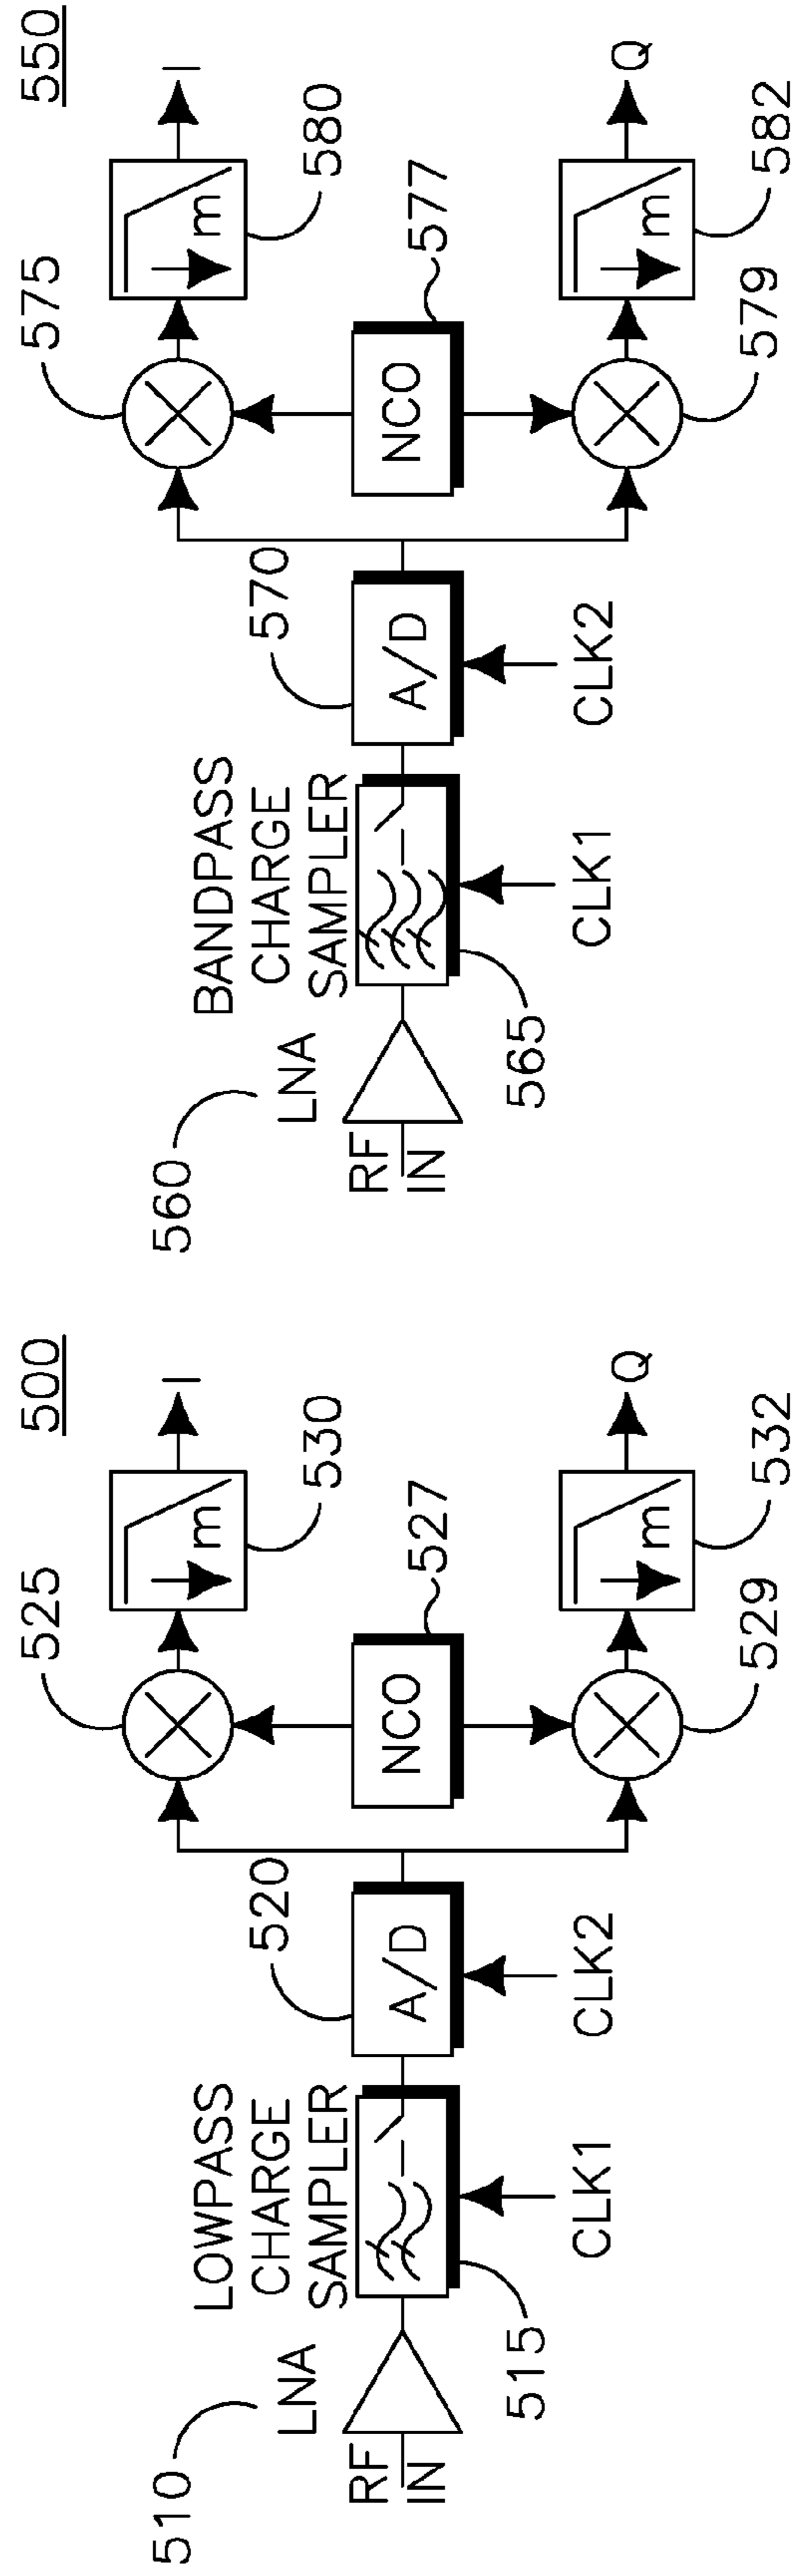 500
510
LNA
RF
IN
LOWPASS
CHARGE
SAMPLER
515
CLK1
520
A/D
CLK2
525
NCO
527
529
m
530
I
m
532
Q
550
560
LNA
RF
IN
BANDPASS
CHARGE
SAMPLER
565
CLK1
570
A/D
CLK2
575
NCO
577
579
m
580
I
m
582
Q